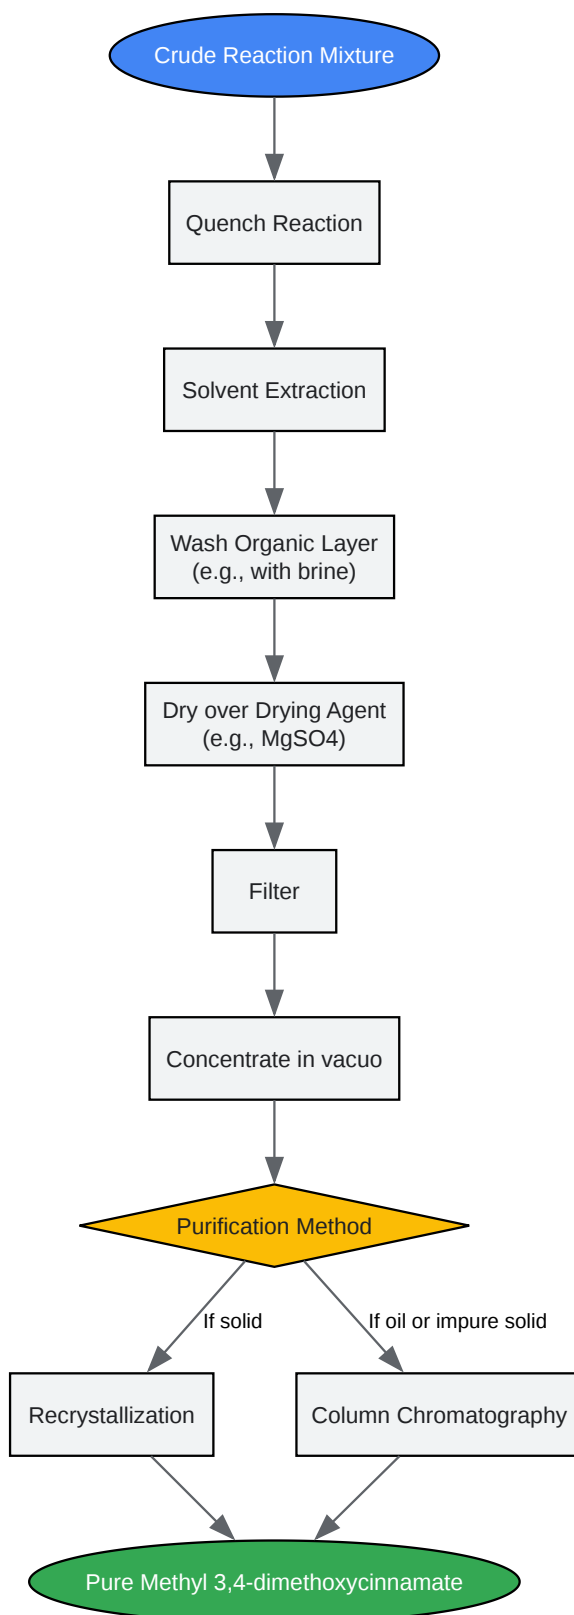 Crude Reaction Mixture
Quench Reaction
Solvent Extraction
Wash Organic Layer
(e.g., with brine)
Dry over Drying Agent
(e.g., MgSO4)
Filter
Concentrate in vacuo
Purification Method
If solid
If oil or impure solid
Recrystallization
Column Chromatography
Pure Methyl 3,4-dimethoxycinnamate